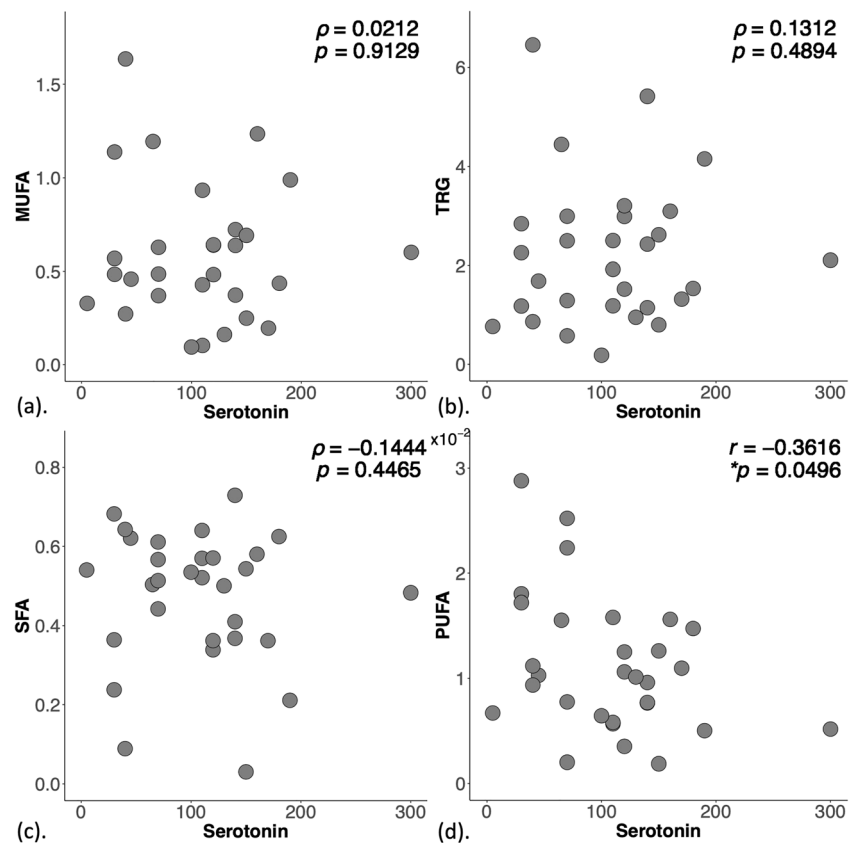 ρ = 0.0212
p = 0.9129
MUFA
1.5
1.0
0.5
0.0
0 100 200 300
(a).
Serotonin
ρ = 0.1312
p = 0.4894
TRG
6
4
2
0
0 100 200 300
(b).
Serotonin
ρ = −0.1444
p = 0.4465
SFA
0.8
0.6
0.4
0.2
0.0
0 100 200 300
(c).
Serotonin
x10⁻²
r = −0.3616
*p = 0.0496
PUFA
3
2
1
0
0 100 200 300
(d).
Serotonin